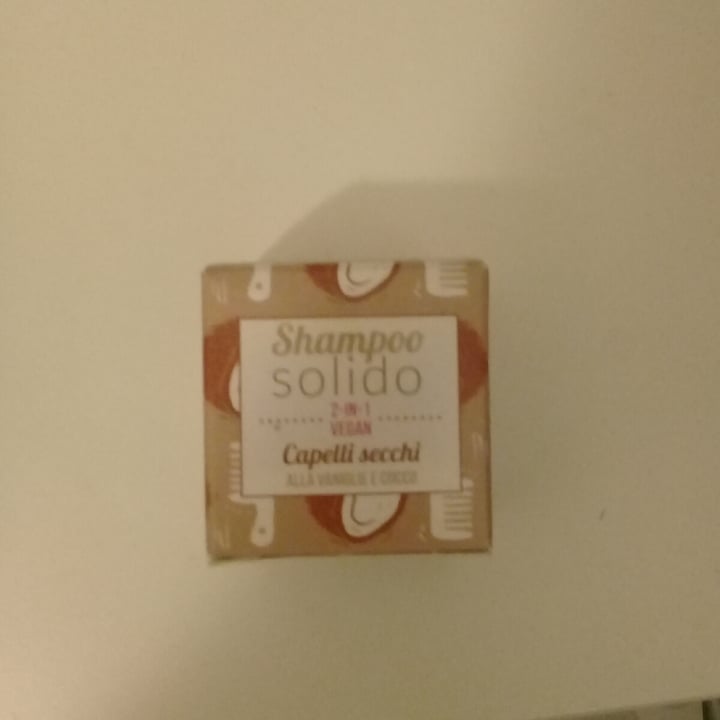 Shampoo
solido
2-IN-1
VEGAN
Capelli secchi
ALLA VANIGLIA E COCCO